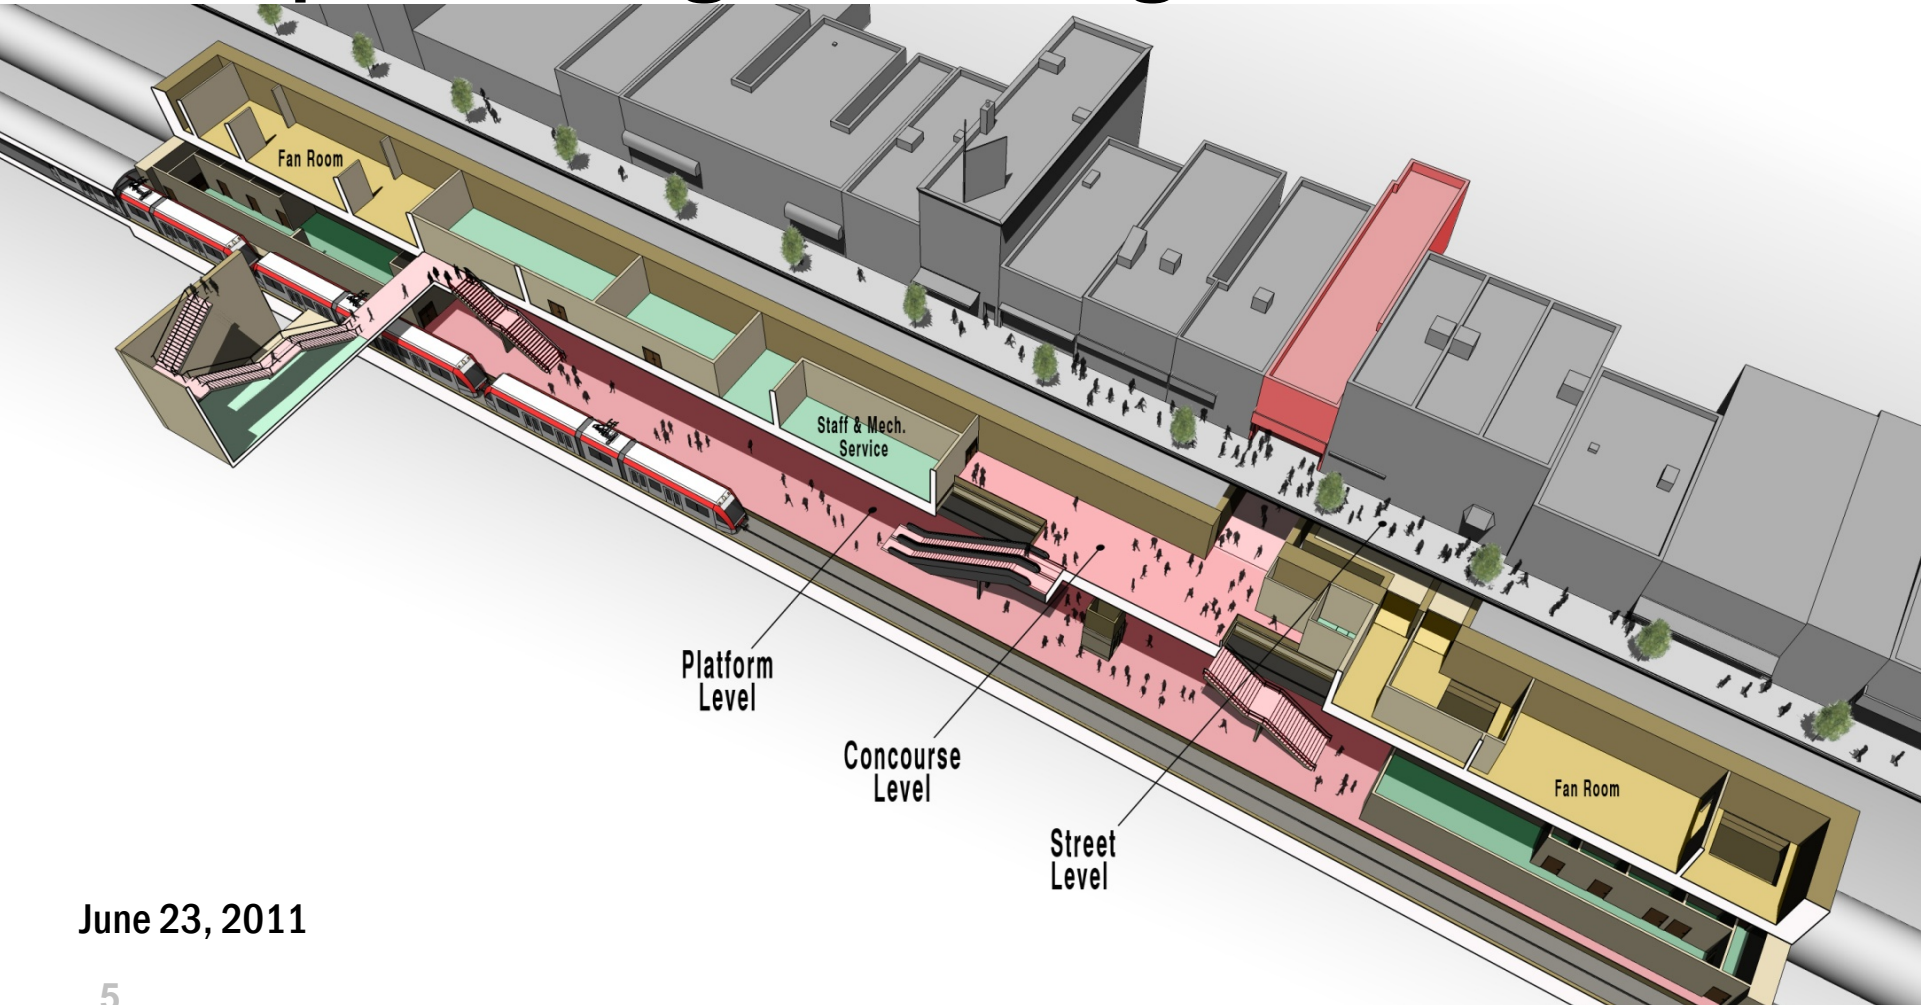 Fan Room
Staff & Mech.
Service
Platform
Level
Concourse
Level
Street
Level
Fan Room
June 23, 2011
5